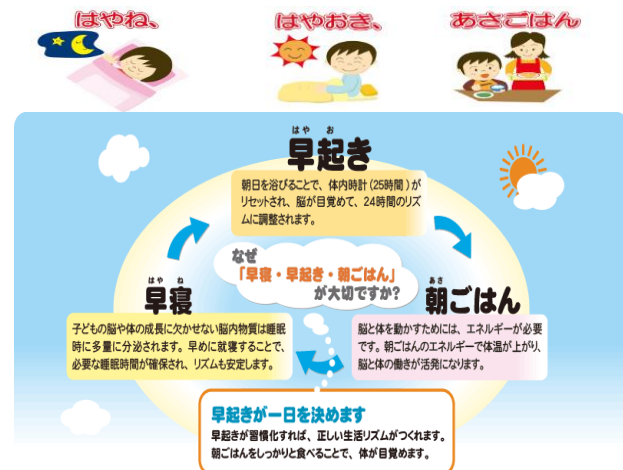 はやね、
はやおき、
あさごはん
はや お
早起き
朝日を浴びることで、体内時計(25時間)が
リセットされ、脳が目覚めて、24時間のリズ
ムに調整されます。
なぜ
「早寝・早起き・朝ごはん」
が大切ですか?
はや ね
早寝
子どもの脳や体の成長に欠かせない脳内物質は睡眠
時に多量に分泌されます。早めに就寝することで、
必要な睡眠時間が確保され、リズムも安定します。
あさ
朝ごはん
脳と体を動かすためには、エネルギーが必要
です。朝ごはんのエネルギーで体温が上がり、
脳と体の働きが活発になります。
早起きが一日を決めます
早起きが習慣化すれば、正しい生活リズムがつくれます。
朝ごはんをしっかりと食べることで、体が目覚めます。